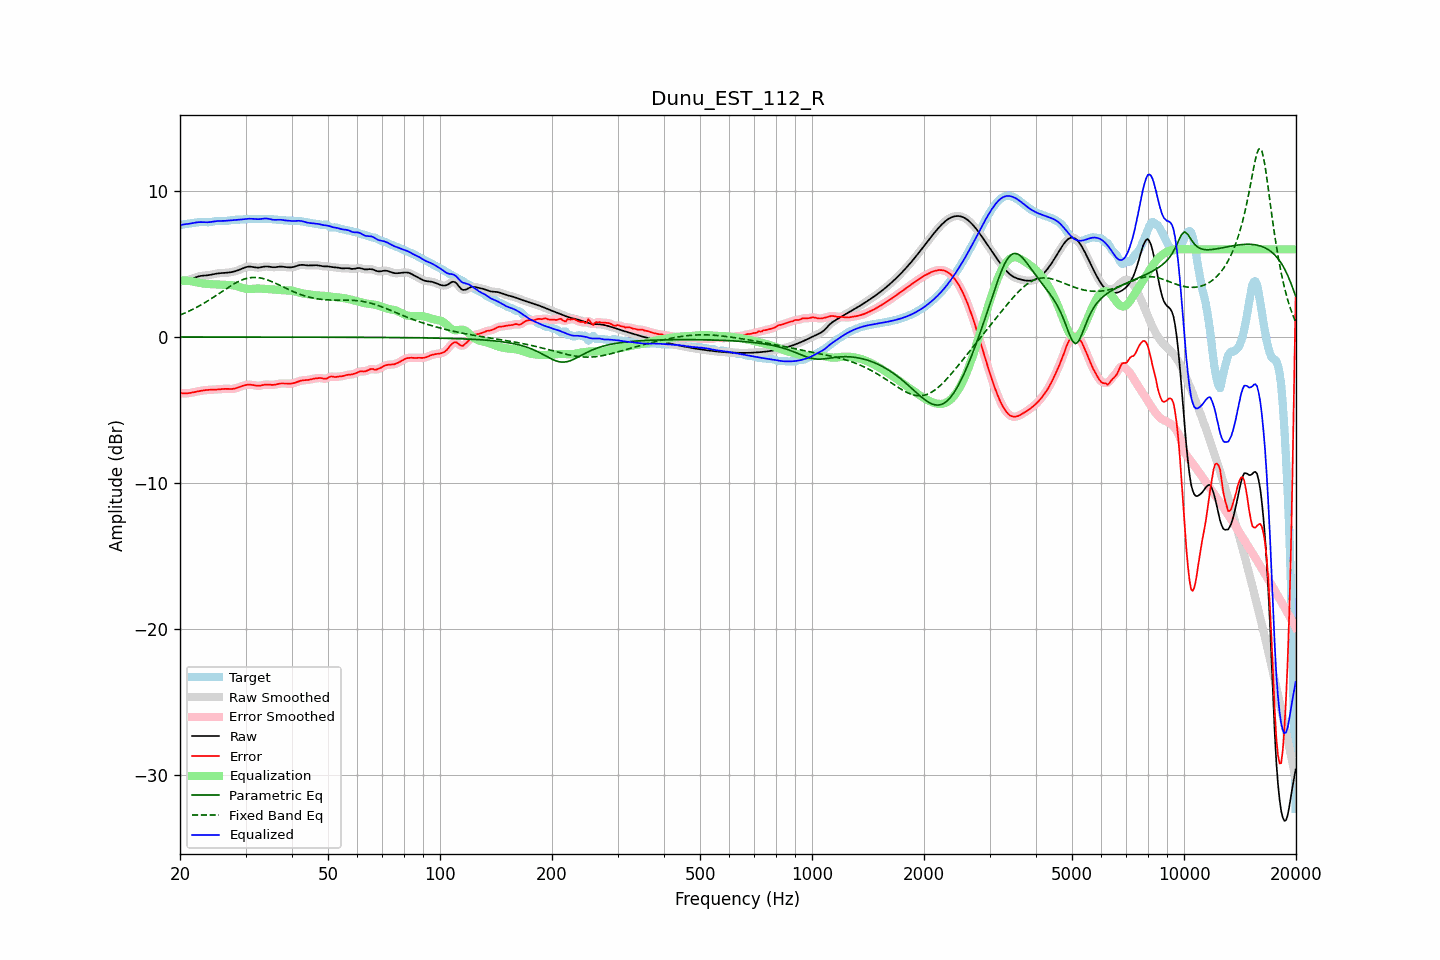 Dunu_EST_112_R
Amplitude (dBr)
10
0
−10
−20
−30
Target
Raw Smoothed
Error Smoothed
Raw
Error
Equalization
Parametric Eq
Fixed Band Eq
Equalized
20
50
100
200
500
1000
2000
5000
10000
20000
Frequency (Hz)